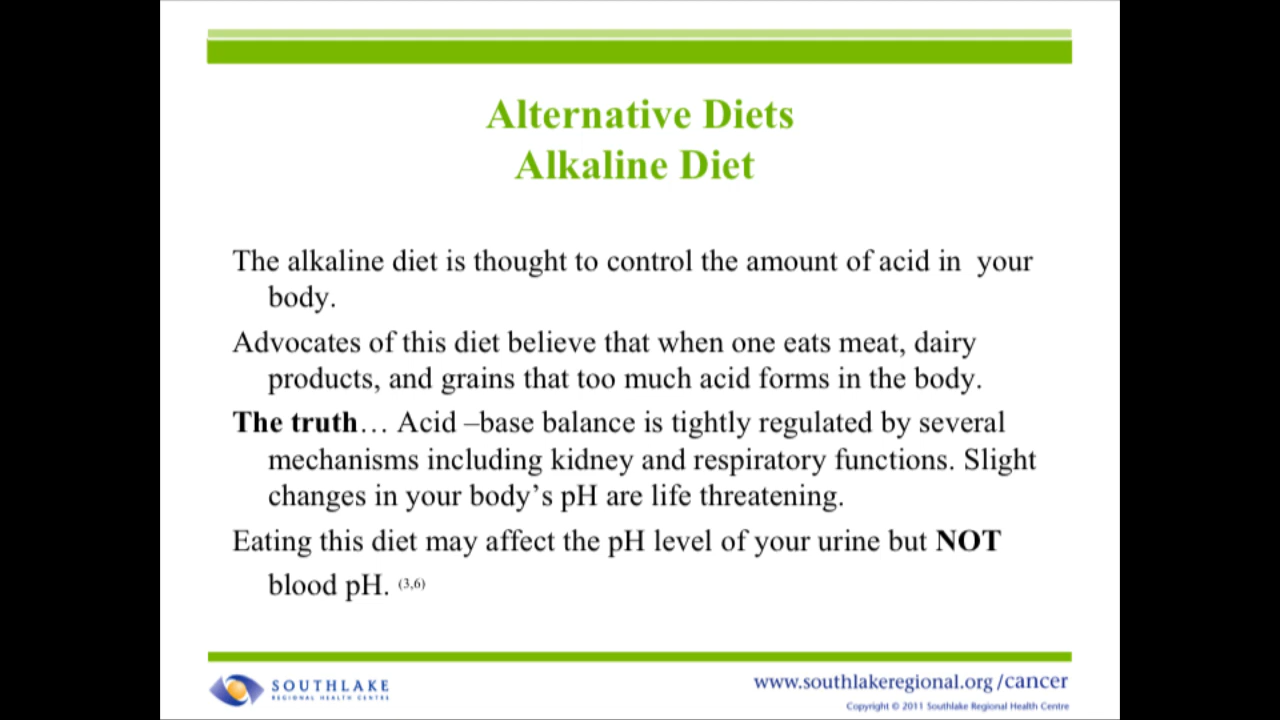 Alternative Diets
Alkaline Diet
The alkaline diet is thought to control the amount of acid in  your
body.
Advocates of this diet believe that when one eats meat, dairy
products, and grains that too much acid forms in the body.
The truth… Acid –base balance is tightly regulated by several
mechanisms including kidney and respiratory functions. Slight
changes in your body’s pH are life threatening.
Eating this diet may affect the pH level of your urine but NOT
blood pH. (3,6)
SOUTHLAKE
REGIONAL HEALTH CENTRE
www.southlakeregional.org/cancer
Copyright © 2011 Southlake Regional Health Centre